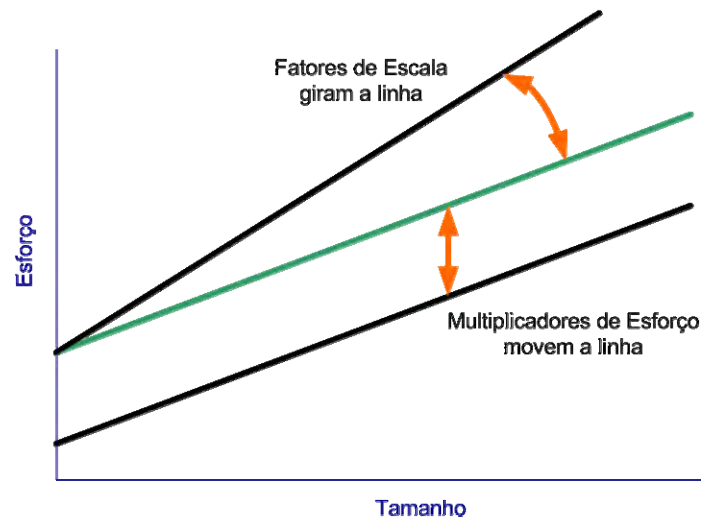 Fatores de Escala
giram a linha
Esforço
Multiplicadores de Esforço
movem a linha
Tamanho